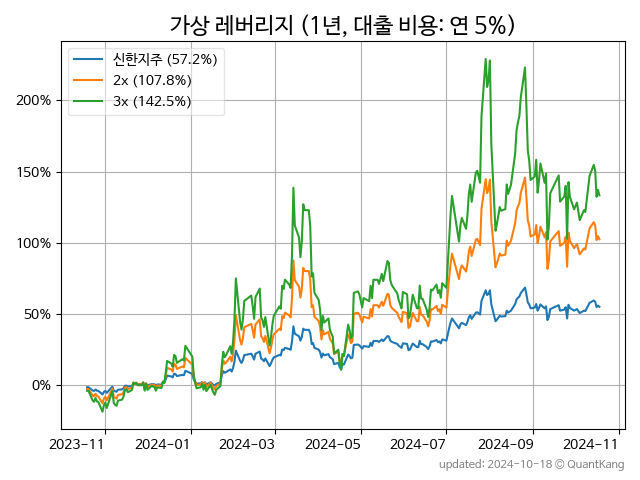 가상 레버리지 (1년, 대출 비용: 연 5%)
신한지주 (57.2%)
2x (107.8%)
3x (142.5%)
200%
150%
100%
50%
0%
2023-11 2024-01 2024-03 2024-05 2024-07 2024-09 2024-11
updated: 2024-10-18 © QuantKang